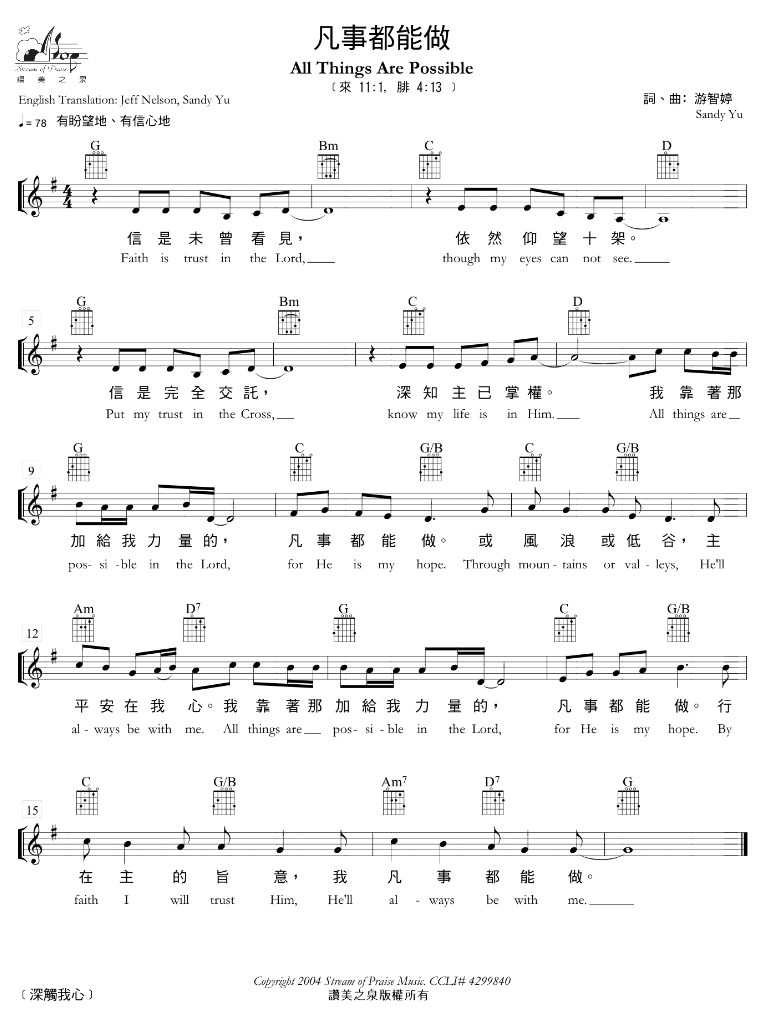 Stream of Praise
讚美之泉
凡事都能做
All Things Are Possible
﹝來 11:1, 腓 4:13 ﹞
English Translation: Jeff Nelson, Sandy Yu
詞、曲: 游智婷
Sandy Yu
♩= 78 有盼望地、有信心地
G Bm C D
4
4
信 是 未 曾 看 見， 依 然 仰 望 十 架。
Faith is trust in the Lord,____ though my eyes can not see.____
G Bm C D
5
信 是 完 全 交 託， 深 知 主 已 掌 權。 我 靠 著 那
Put my trust in the Cross,___ know my life is in Him.___ All things are _
G C G/B C G/B
9
加 給 我 力 量 的， 凡 事 都 能 做。 或 風 浪 或 低 谷， 主
pos- si -ble in the Lord, for He is my hope. Through moun - tains or val - leys, He'll
Am D7 G C G/B
12
平 安 在 我 心。 我 靠 著 那 加 給 我 力 量 的， 凡 事 都 能 做。 行
al - ways be with me. All things are __ pos- si - ble in the Lord, for He is my hope. By
C G/B Am7 D7 G
15
在 主 的 旨 意， 我 凡 事 都 能 做。
faith I will trust Him, He'll al - ways be with me.______
Copyright 2004 Stream of Praise Music. CCLI# 4299840
讚美之泉版權所有
﹝深觸我心﹞